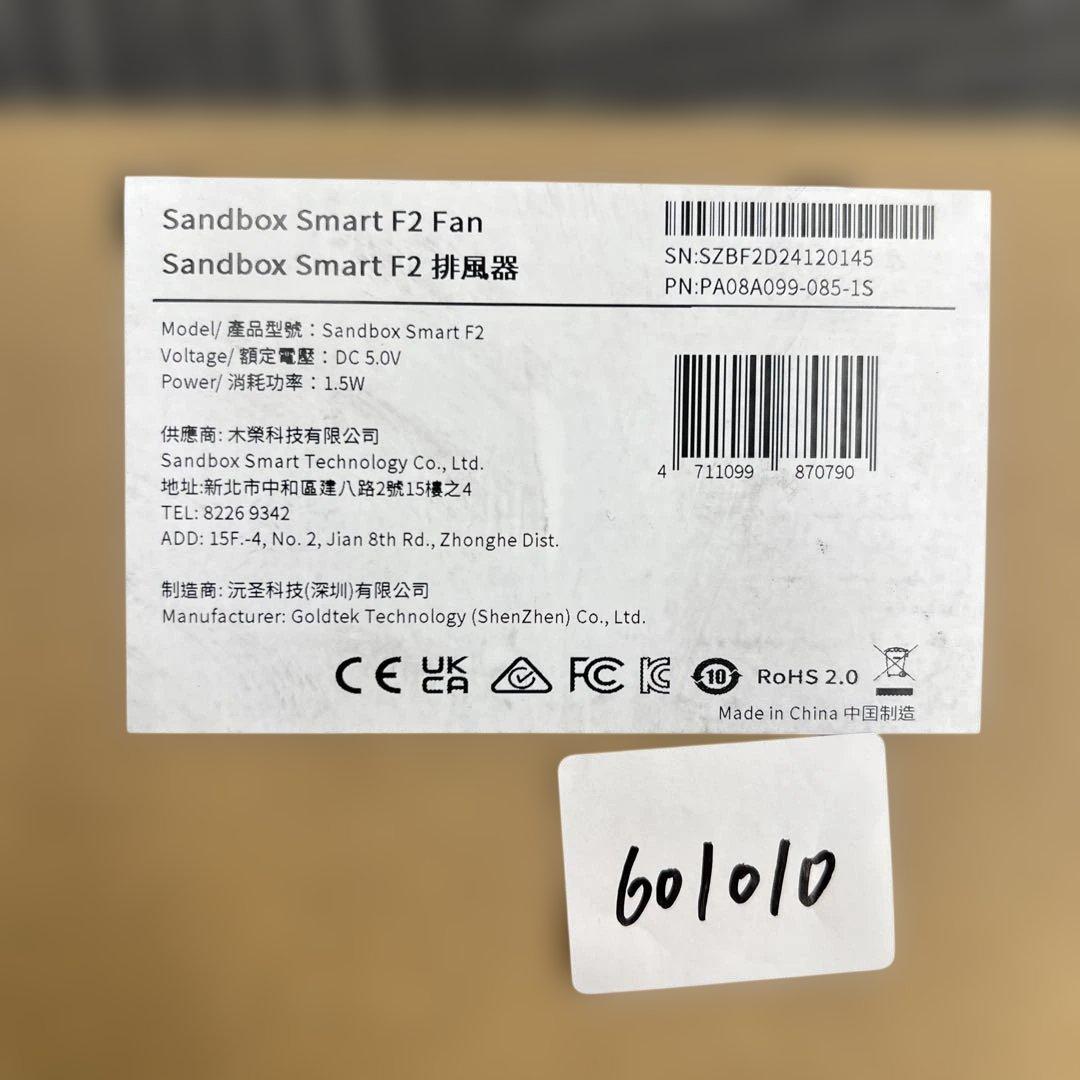 Sandbox Smart F2 Fan
Sandbox Smart F2 排風器
SN:SZBF2D24120145
PN:PA08A099-085-1S
Model/ 產品型號：Sandbox Smart F2
Voltage/ 額定電壓：DC 5.0V
Power/ 消耗功率：1.5W
4 711099 870790
供應商: 木榮科技有限公司
Sandbox Smart Technology Co., Ltd.
地址:新北市中和區建八路2號15樓之4
TEL: 8226 9342
ADD: 15F.-4, No. 2, Jian 8th Rd., Zhonghe Dist.
制造商: 沅圣科技(深圳)有限公司
Manufacturer: Goldtek Technology (ShenZhen) Co., Ltd.
CE UK CA FC KC 10 RoHS 2.0
Made in China 中国制造
601010